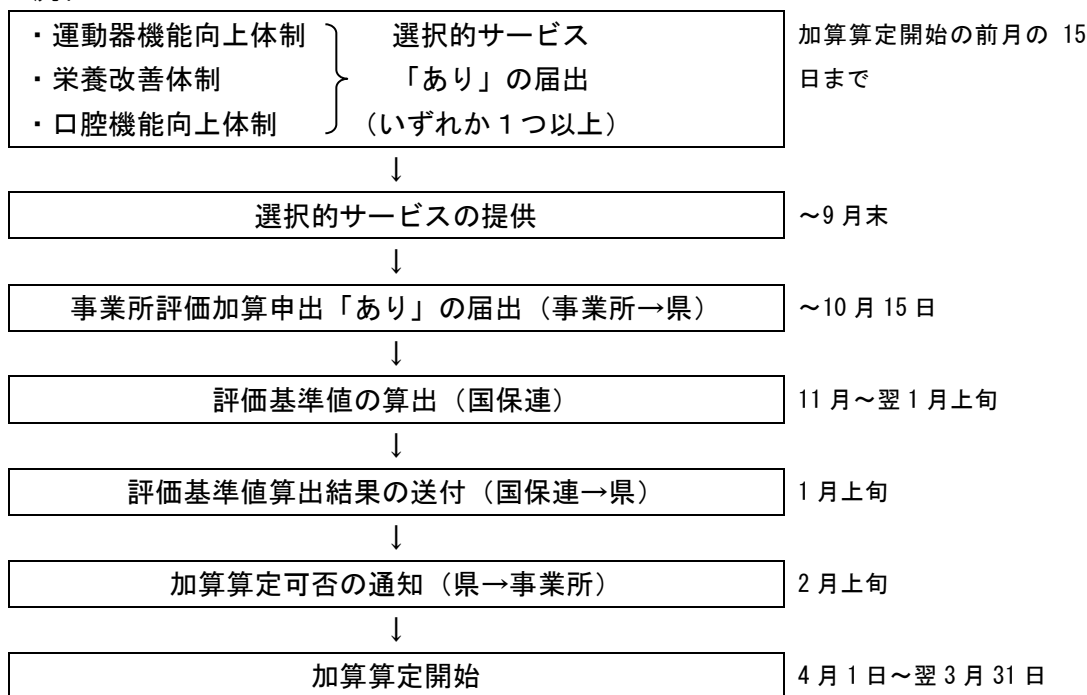 ・運動器機能向上体制 選択的サービス 加算算定開始の前月の 15
・栄養改善体制 「あり」の届出 日まで
・口腔機能向上体制 （いずれか１つ以上）
↓
選択的サービスの提供 ～9 月末
↓
事業所評価加算申出「あり」の届出（事業所→県） ～10 月 15 日
↓
評価基準値の算出（国保連） 11 月～翌 1 月上旬
↓
評価基準値算出結果の送付（国保連→県） 1 月上旬
↓
加算算定可否の通知（県→事業所） 2 月上旬
↓
加算算定開始 4 月 1 日～翌 3 月 31 日